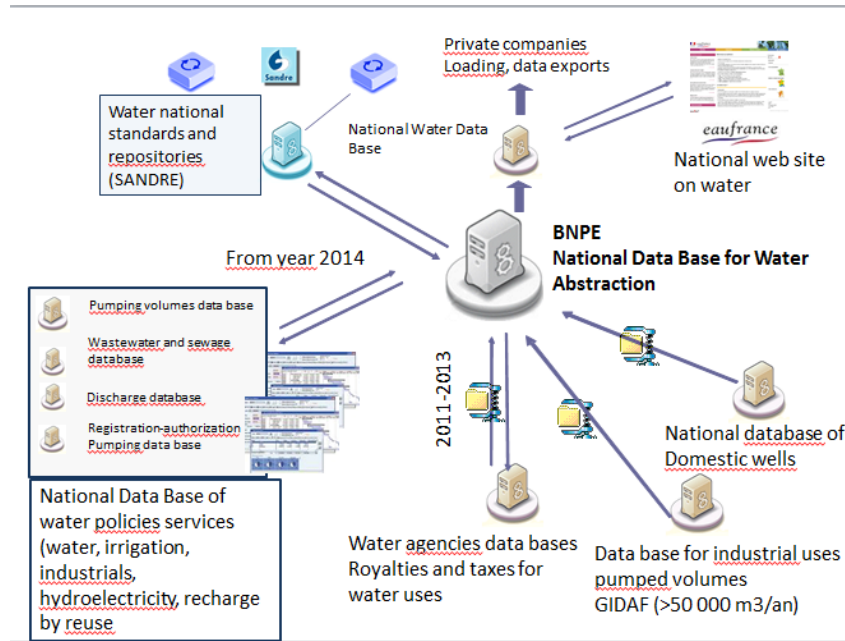 Private companies
Loading, data exports
Sandre
Water national
standards and
repositories
(SANDRE)
National Water Data
Base
eaufrance
National web site
on water
BNPE
National Data Base for Water
Abstraction
From year 2014
Pumping volumes data base
Wastewater and sewage
database
Discharge database
Registration-authorization
Pumping data base
2011-2013
National database of
Domestic wells
National Data Base of
water policies services
(water, irrigation,
industrials,
hydroelectricity, recharge
by reuse
Water agencies data bases
Royalties and taxes for
water uses
Data base for industrial uses
pumped volumes
GIDAF (>50 000 m3/an)